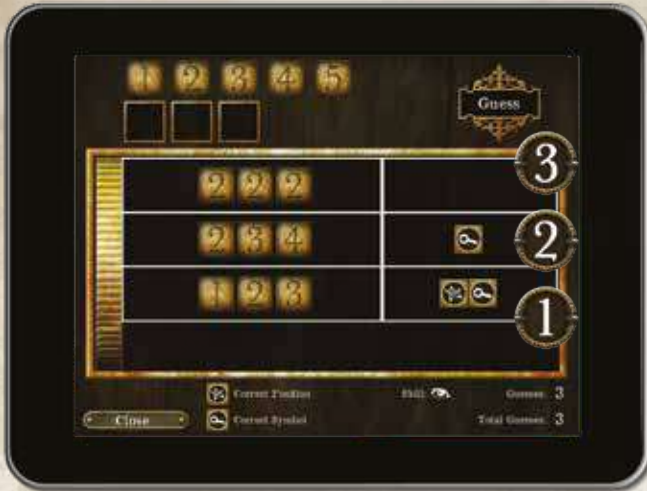 1 2 3 4 5
Guess
2 2 2
3
2 3 4
2
1 2 3
1
Correct Position
Skill:
Guesses: 3
Close
Correct Symbol
Total Guesses: 3